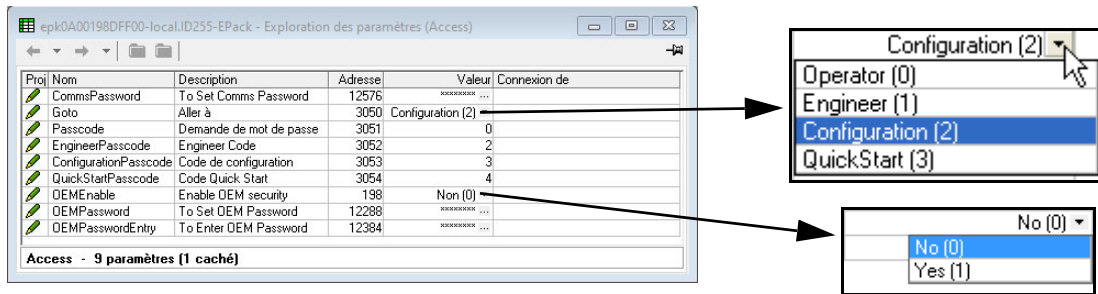 epk0A00198DFF00-local.ID255-EPack - Exploration des paramètres (Access)
Proj Nom Description Adresse Valeur Connexion de
CommsPassword To Set Comms Password 12576 ******** ...
Goto Aller à 3050 Configuration (2)
Passcode Demande de mot de passe 3051 0
EngineerPasscode Engineer Code 3052 2
ConfigurationPasscode Code de configuration 3053 3
QuickStartPasscode Code Quick Start 3054 4
OEMEnable Enable OEM security 198 Non (0)
OEMPassword To Set OEM Password 12288 ******** ...
OEMPasswordEntry To Enter OEM Password 12384 ******** ...
Access - 9 paramètres (1 caché)
Configuration (2)
Operator (0)
Engineer (1)
Configuration (2)
QuickStart (3)
No (0)
No (0)
Yes (1)